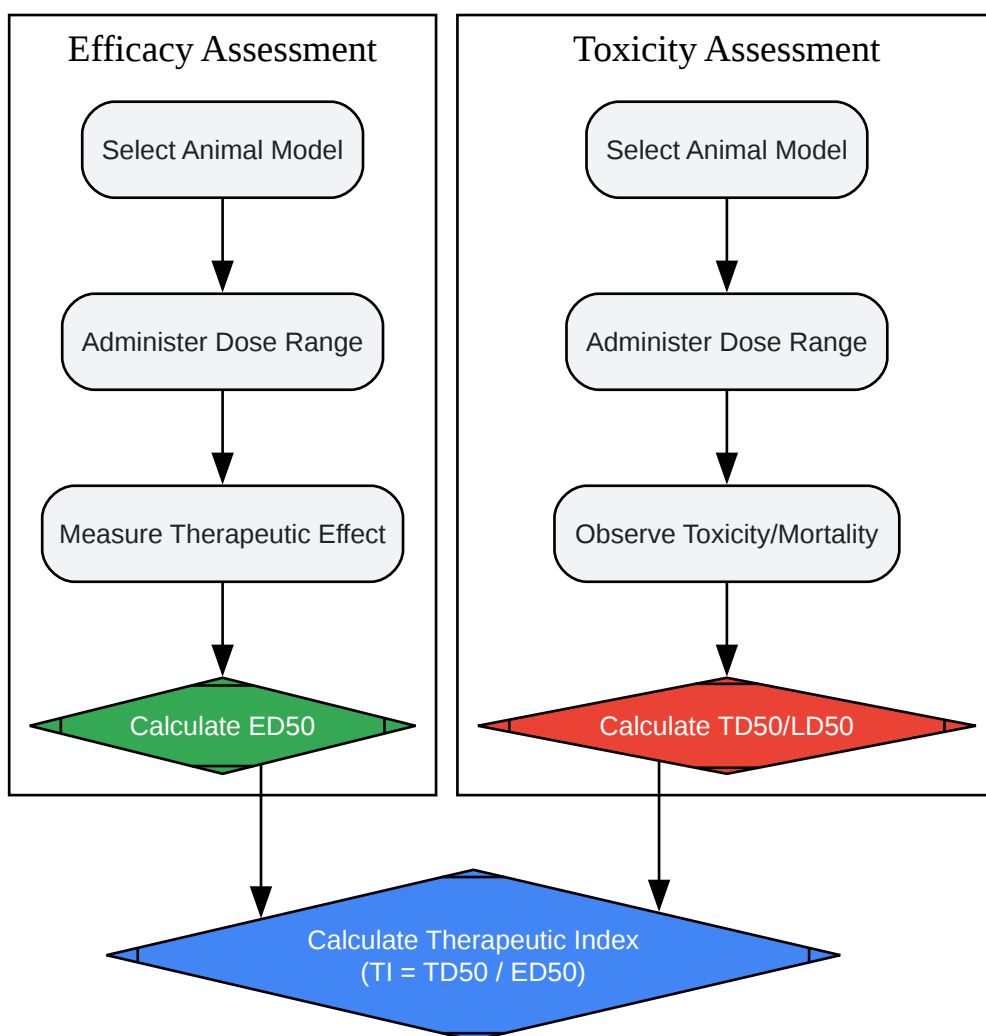 Efficacy Assessment
Select Animal Model
Administer Dose Range
Measure Therapeutic Effect
Calculate ED50
Toxicity Assessment
Select Animal Model
Administer Dose Range
Observe Toxicity/Mortality
Calculate TD50/LD50
Calculate Therapeutic Index
(TI = TD50 / ED50)